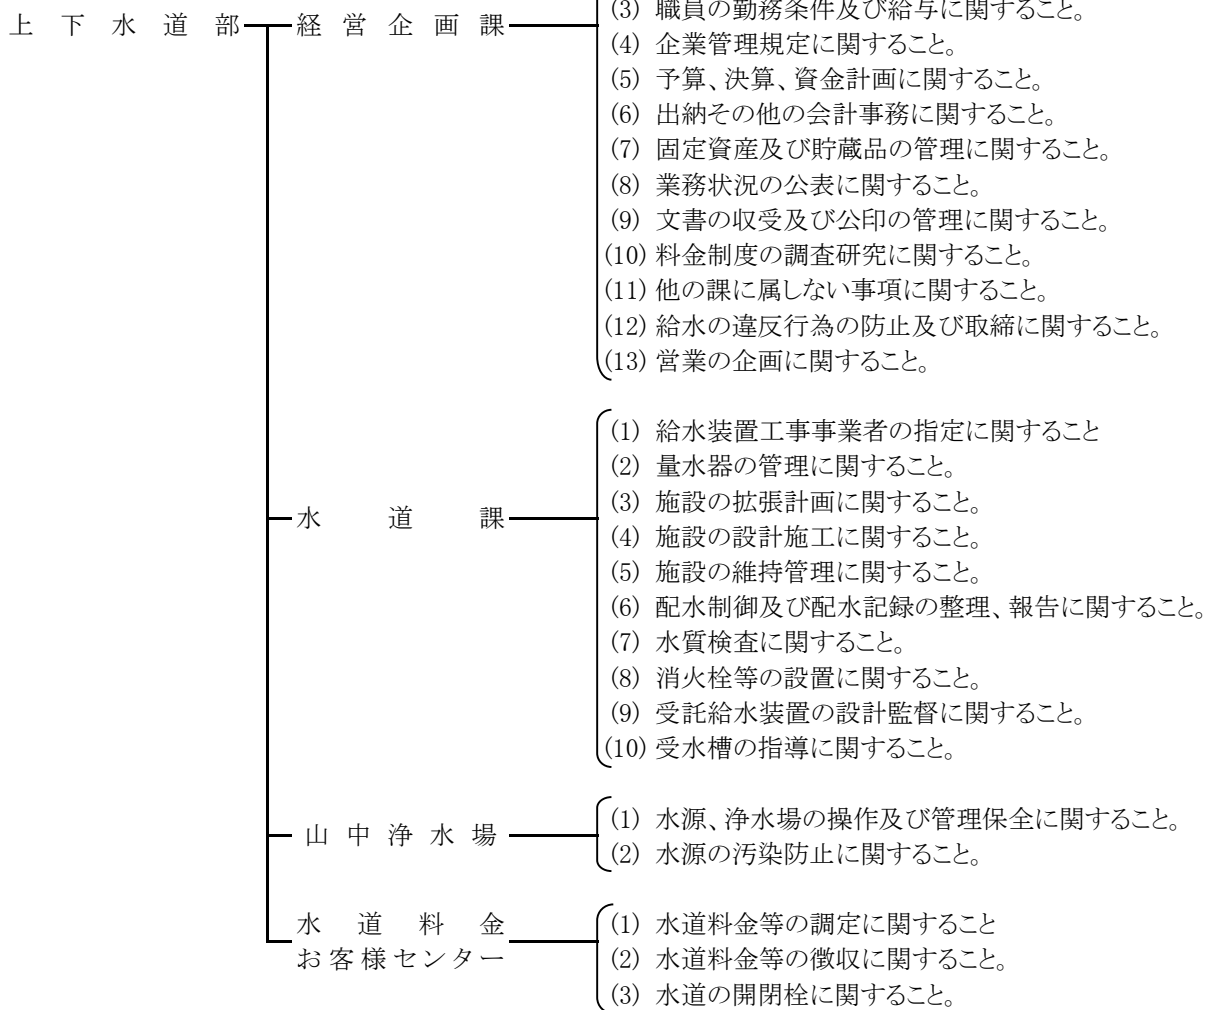 (3) 職員の勤務条件及び給与に関すること。
上下水道部 経営企画課
(4) 企業管理規定に関すること。
(5) 予算、決算、資金計画に関すること。
(6) 出納その他の会計事務に関すること。
(7) 固定資産及び貯蔵品の管理に関すること。
(8) 業務状況の公表に関すること。
(9) 文書の収受及び公印の管理に関すること。
(10) 料金制度の調査研究に関すること。
(11) 他の課に属しない事項に関すること。
(12) 給水の違反行為の防止及び取締に関すること。
(13) 営業の企画に関すること。
水道課
(1) 給水装置工事事業者の指定に関すること
(2) 量水器の管理に関すること。
(3) 施設の拡張計画に関すること。
(4) 施設の設計施工に関すること。
(5) 施設の維持管理に関すること。
(6) 配水制御及び配水記録の整理、報告に関すること。
(7) 水質検査に関すること。
(8) 消火栓等の設置に関すること。
(9) 受託給水装置の設計監督に関すること。
(10) 受水槽の指導に関すること。
山中浄水場
(1) 水源、浄水場の操作及び管理保全に関すること。
(2) 水源の汚染防止に関すること。
水道料金
お客様センター
(1) 水道料金等の調定に関すること
(2) 水道料金等の徴収に関すること。
(3) 水道の開閉栓に関すること。